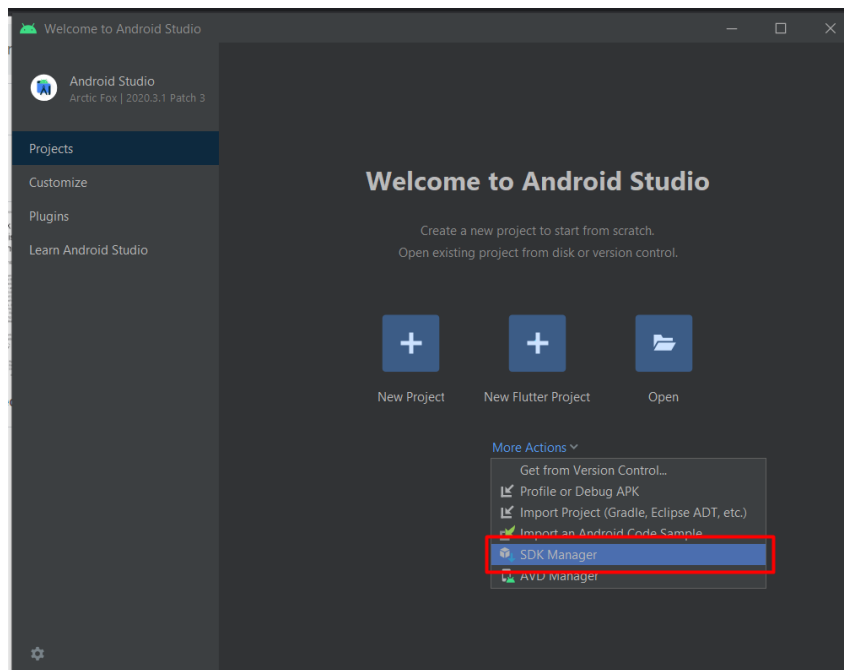 Welcome to Android Studio
Android Studio
Arctic Fox | 2020.3.1 Patch 3
Projects
Customize
Plugins
Learn Android Studio
Welcome to Android Studio
Create a new project to start from scratch.
Open existing project from disk or version control.
New Project
New Flutter Project
Open
More Actions
Get from Version Control...
Profile or Debug APK
Import Project (Gradle, Eclipse ADT, etc.)
Import an Android Code Sample
SDK Manager
AVD Manager